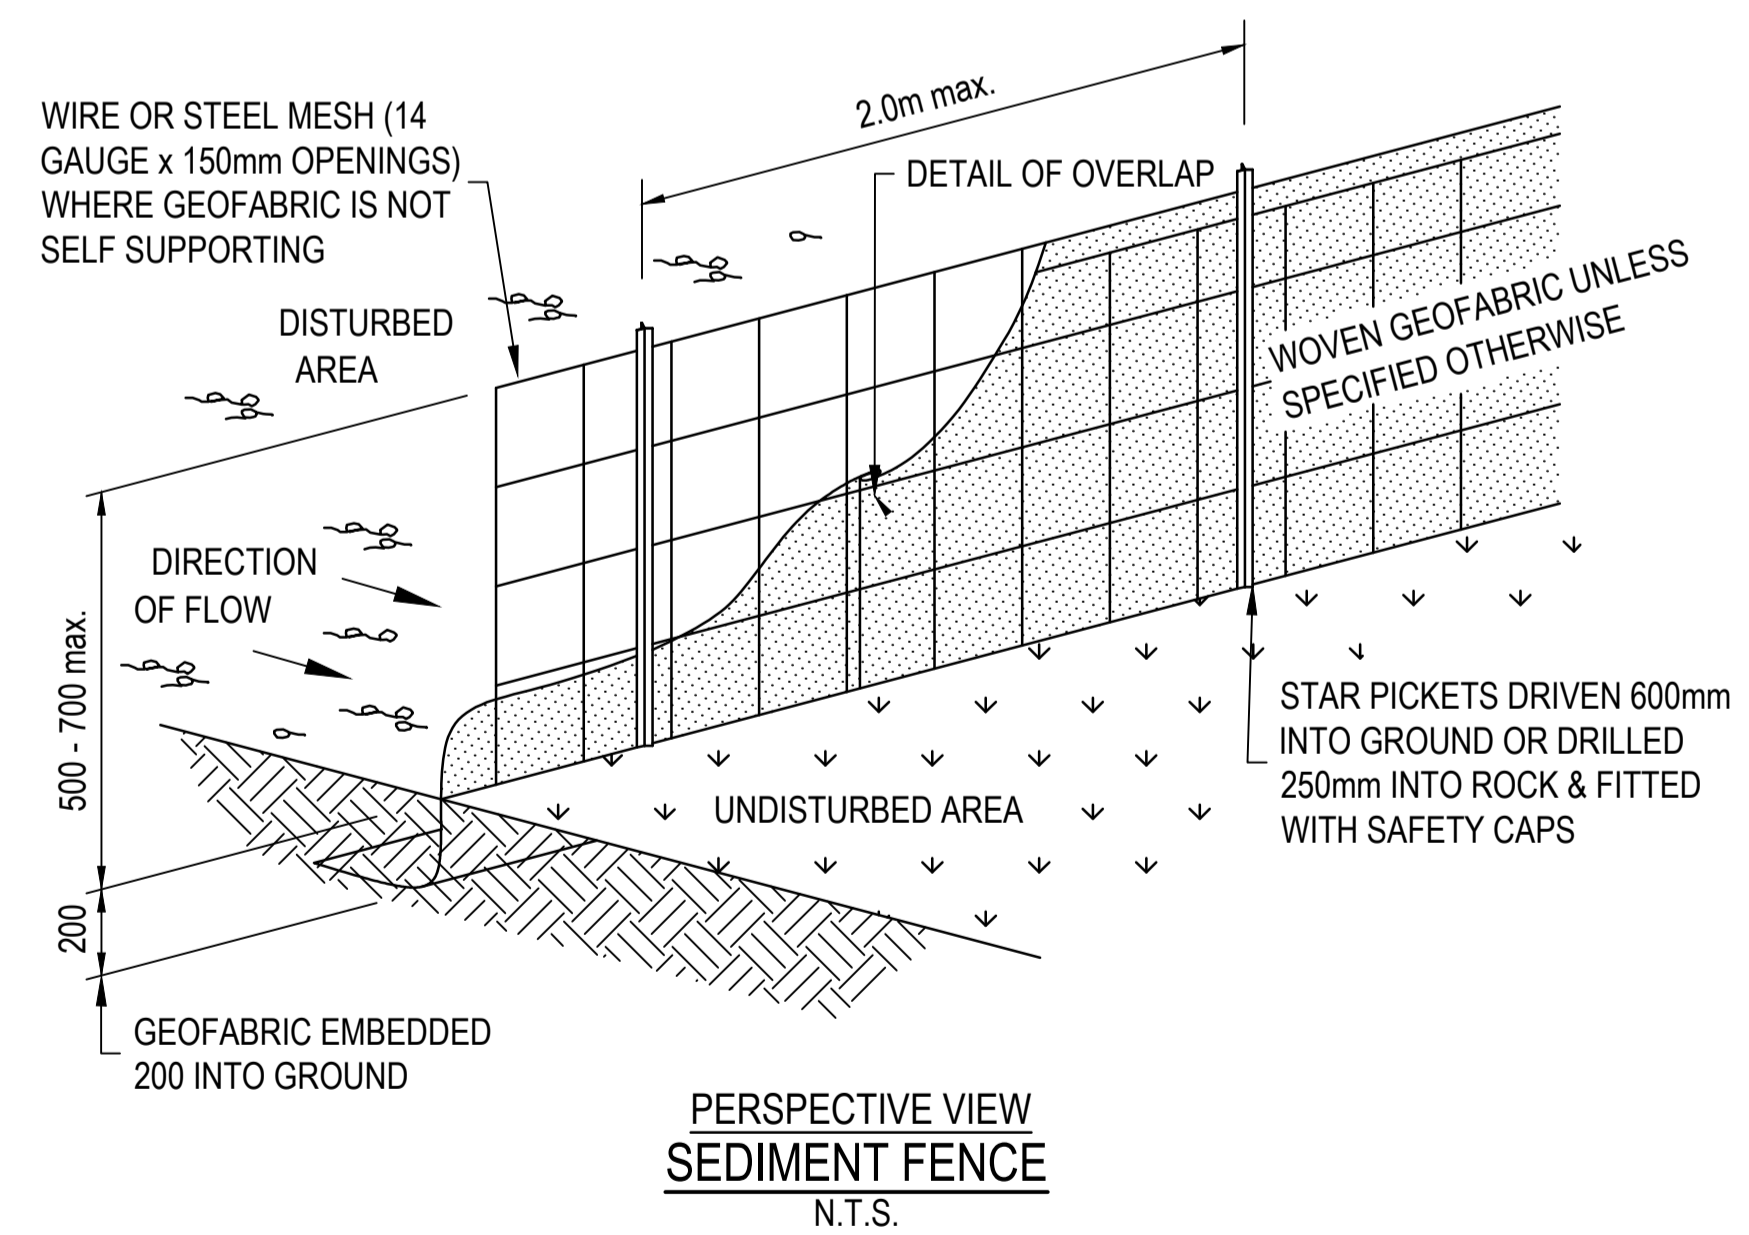 2.0m max.
WIRE OR STEEL MESH (14
GAUGE x 150mm OPENINGS)
WHERE GEOFABRIC IS NOT
SELF SUPPORTING
DETAIL OF OVERLAP
DISTURBED
AREA
WOVEN GEOFABRIC UNLESS
SPECIFIED OTHERWISE
DIRECTION
OF FLOW
500 - 700 max.
200
UNDISTURBED AREA
STAR PICKETS DRIVEN 600mm
INTO GROUND OR DRILLED
250mm INTO ROCK & FITTED
WITH SAFETY CAPS
GEOFABRIC EMBEDDED
200 INTO GROUND
PERSPECTIVE VIEW
SEDIMENT FENCE
N.T.S.